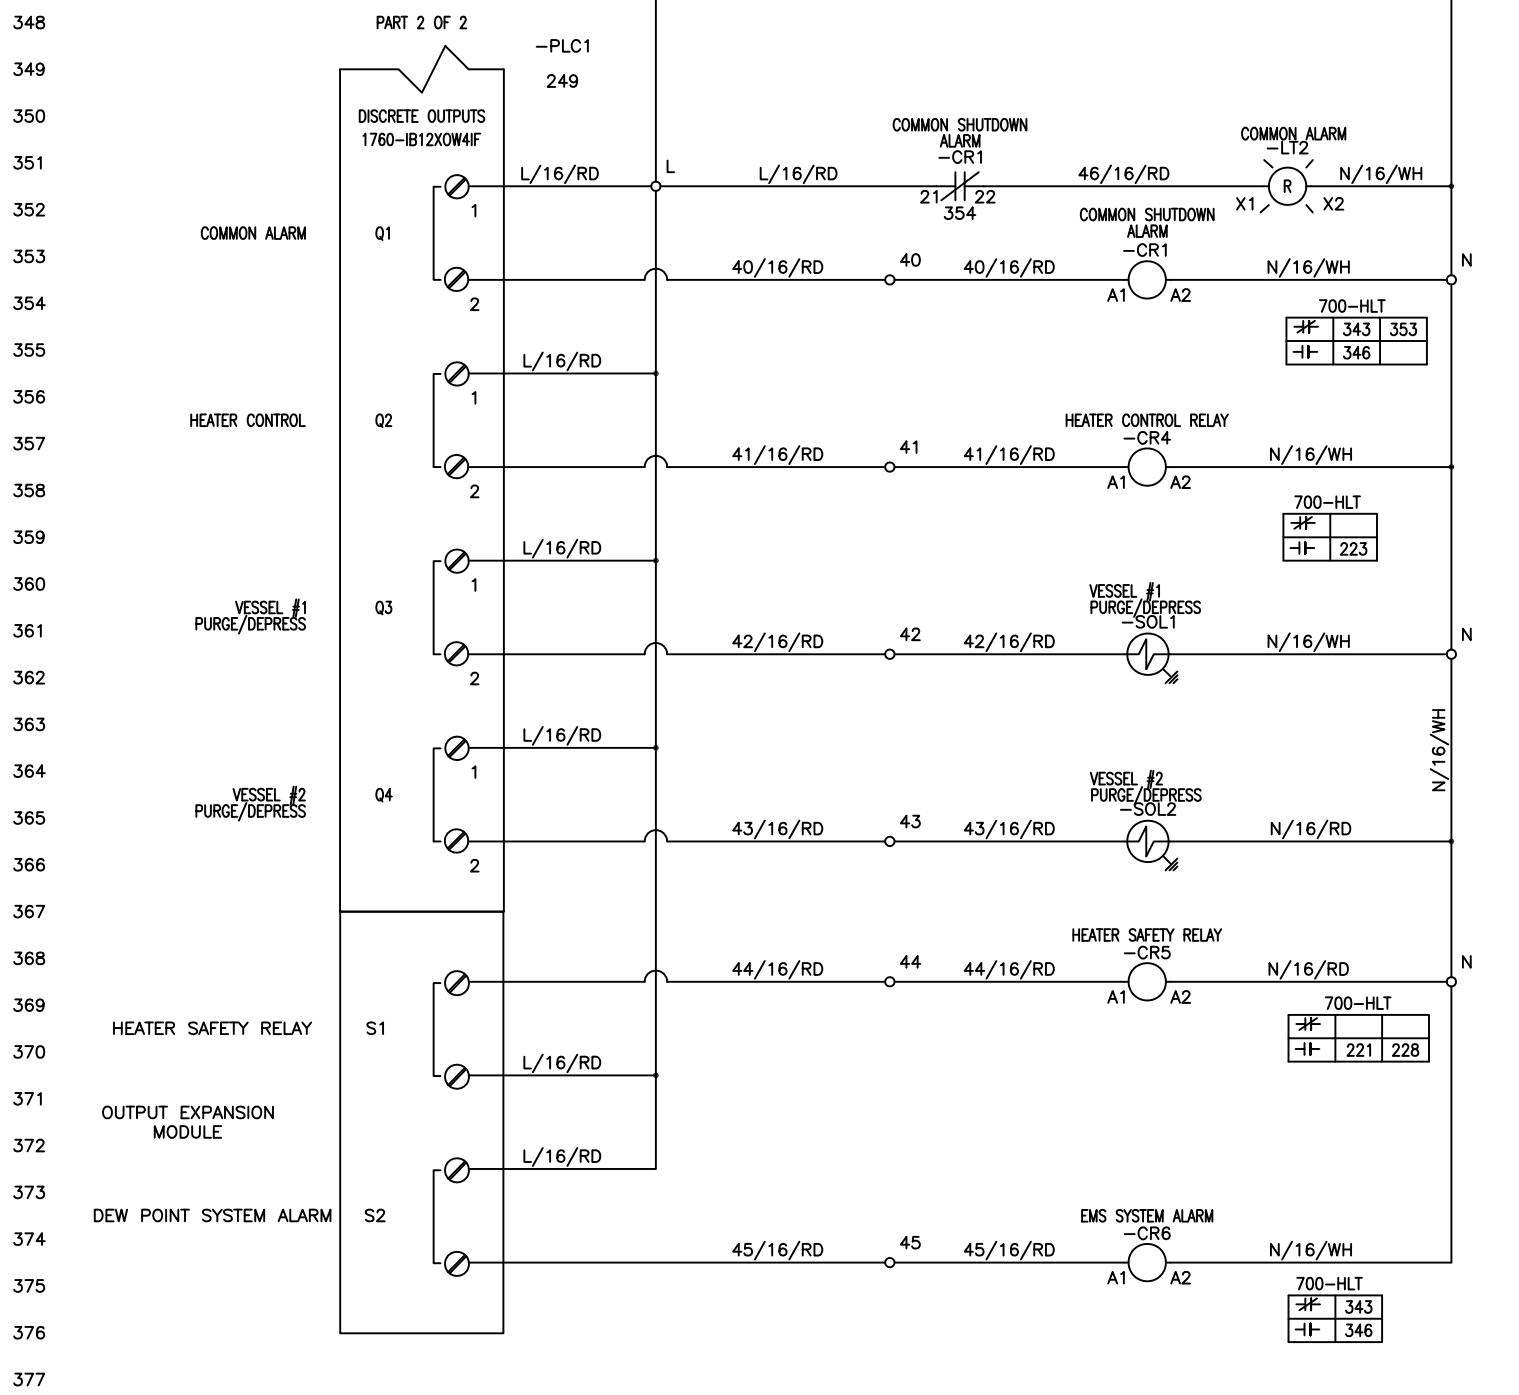 348
PART 2 OF 2
-PLC1
349
249
350
DISCRETE OUTPUTS
1760-IB12XOW4IF
COMMON SHUTDOWN
ALARM
-CR1
COMMON ALARM
-LT2
351
L/16/RD
L
L/16/RD
46/16/RD
R
N/16/WH
1
21
22
354
X1
X2
352
COMMON SHUTDOWN
ALARM
-CR1
COMMON ALARM
Q1
353
40/16/RD
40
40/16/RD
N/16/WH
N
2
A1
A2
354
700-HLT
343
353
346
355
L/16/RD
1
356
HEATER CONTROL
Q2
HEATER CONTROL RELAY
-CR4
357
41/16/RD
41
41/16/RD
N/16/WH
2
A1
A2
358
700-HLT
223
359
L/16/RD
1
360
VESSEL #1
PURGE/DEPRESS
Q3
VESSEL #1
PURGE/DEPRESS
-SOL1
361
42/16/RD
42
42/16/RD
N/16/WH
N
2
362
363
L/16/RD
N/16/WH
1
364
VESSEL #2
PURGE/DEPRESS
Q4
VESSEL #2
PURGE/DEPRESS
-SOL2
365
43/16/RD
43
43/16/RD
N/16/RD
2
366
367
HEATER SAFETY RELAY
-CR5
368
44/16/RD
44
44/16/RD
N/16/RD
N
A1
A2
369
700-HLT
221
228
HEATER SAFETY RELAY
S1
370
L/16/RD
371
OUTPUT EXPANSION
MODULE
372
L/16/RD
373
DEW POINT SYSTEM ALARM
S2
EMS SYSTEM ALARM
-CR6
374
45/16/RD
45
45/16/RD
N/16/WH
A1
A2
375
700-HLT
343
346
376
377